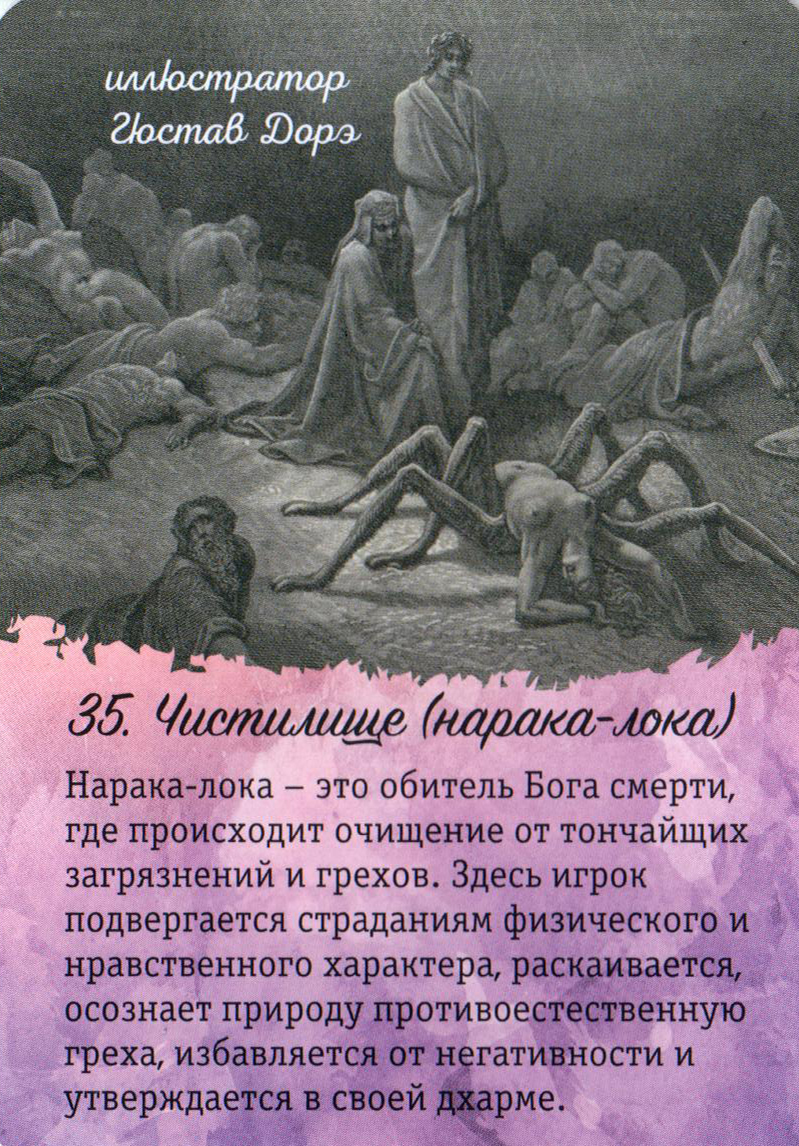 иллюстратор
Гюстав Дорэ
35. Чистилище (нарака-лока)
Нарака-лока – это обитель Бога смерти,
где происходит очищение от тончайщих
загрязнений и грехов. Здесь игрок
подвергается страданиям физического и
нравственного характера, раскаивается,
осознает природу противоестественную
греха, избавляется от негативности и
утверждается в своей дхарме.